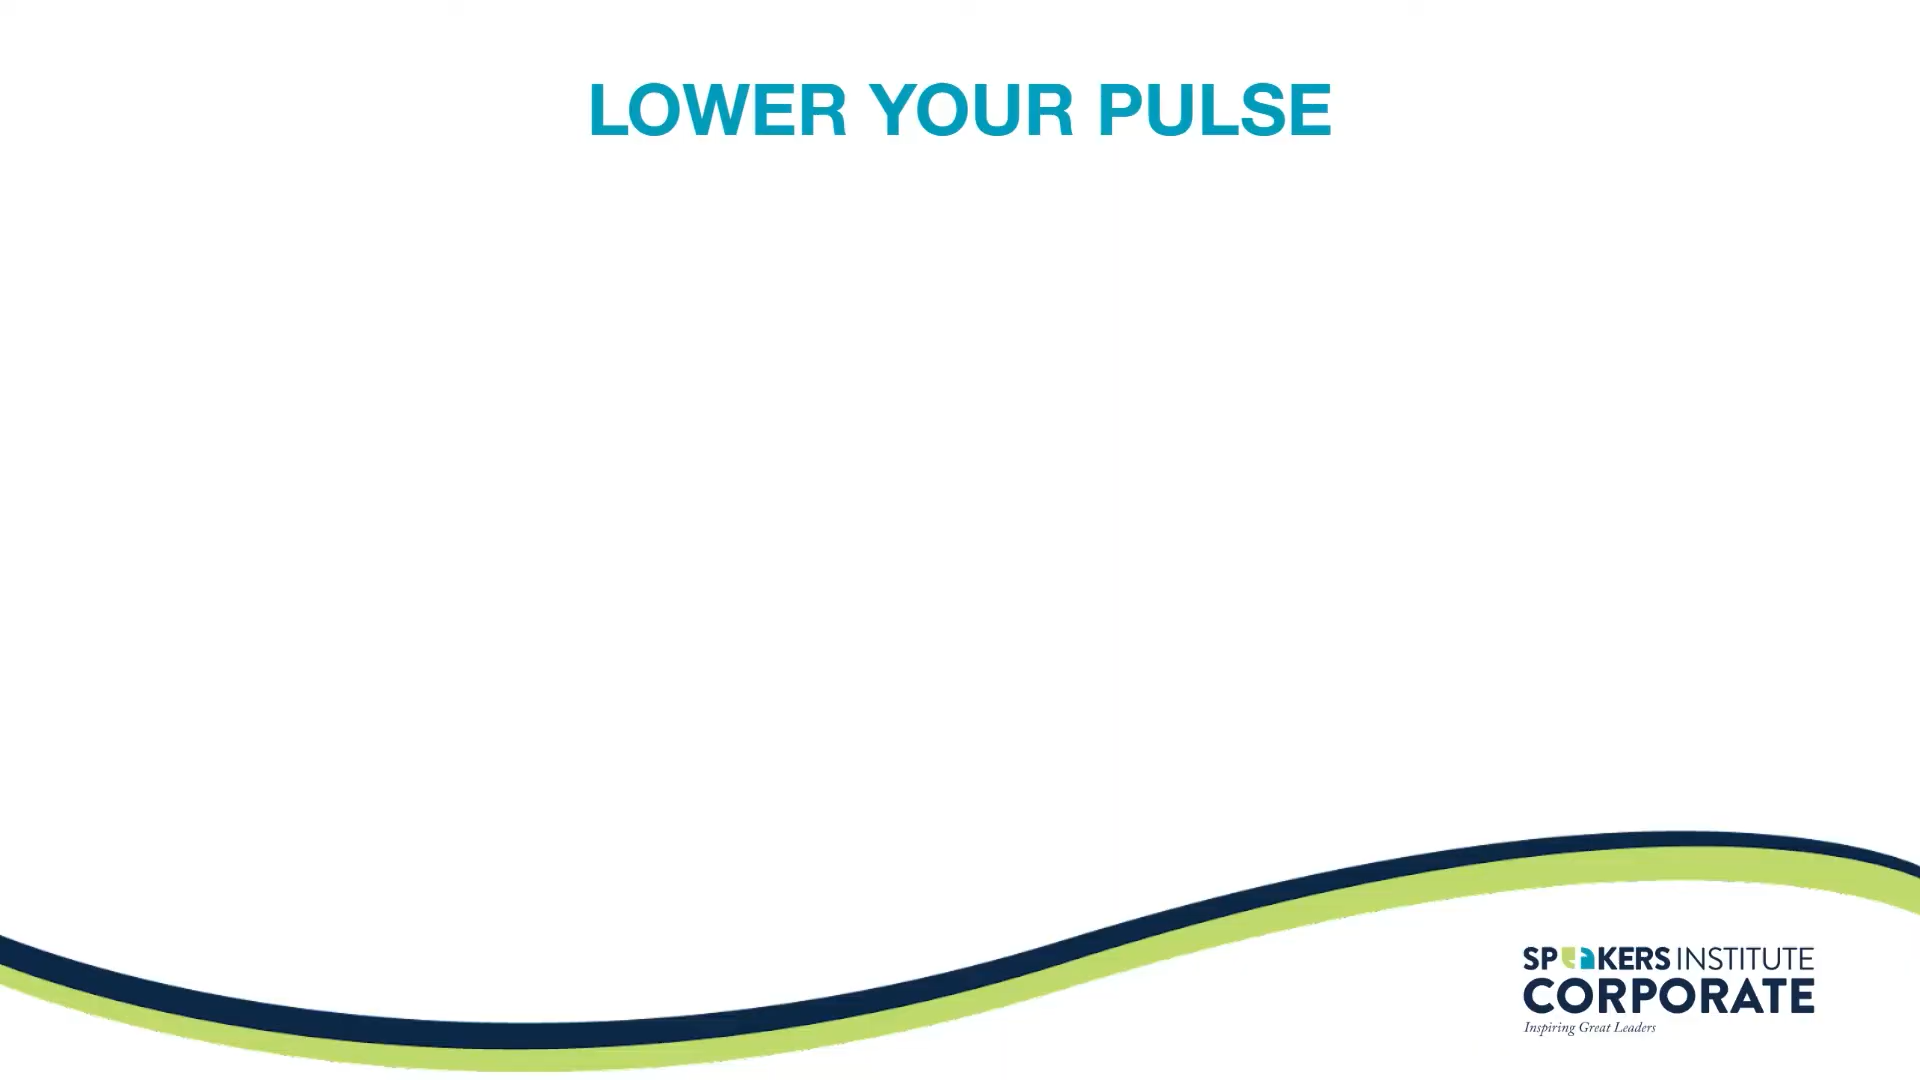 LOWER YOUR PULSE
SPEAKERS INSTITUTE
CORPORATE
Inspiring Great Leaders